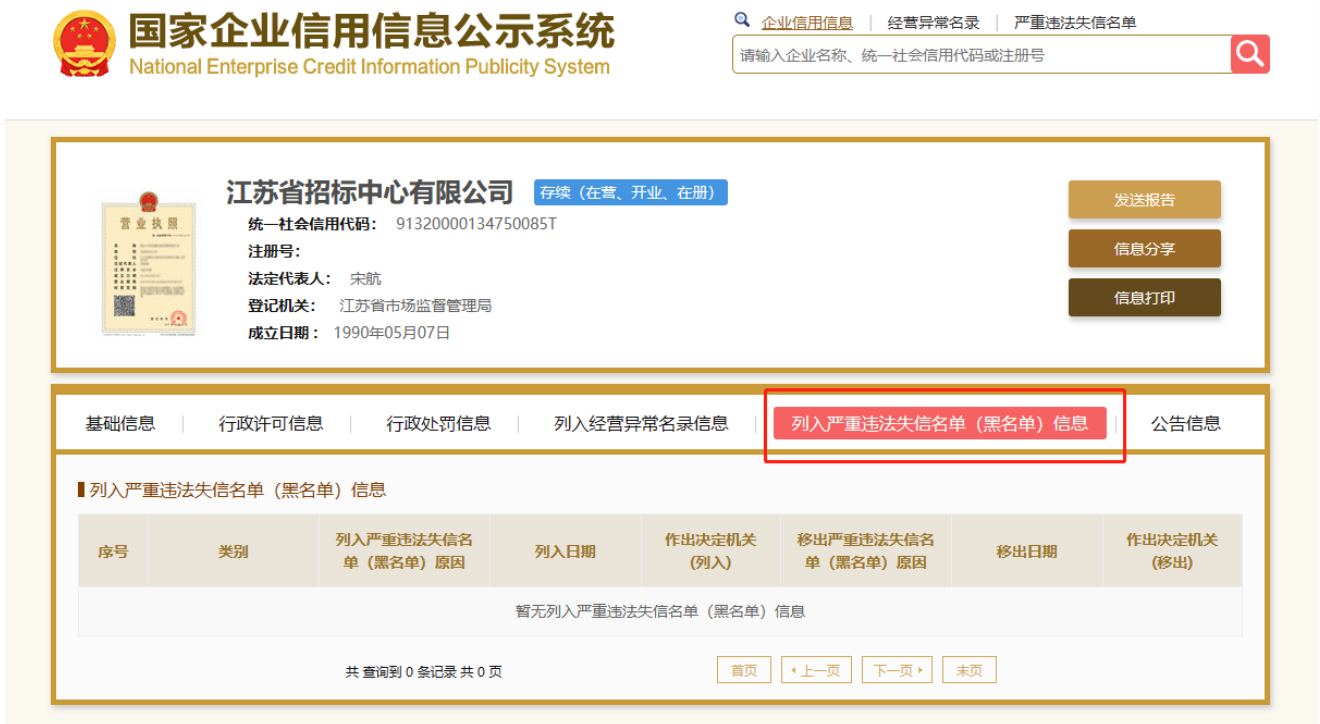 国家企业信用信息公示系统
National Enterprise Credit Information Publicity System
企业信用信息 | 经营异常名录 | 严重违法失信名单
请输入企业名称、统一社会信用代码或注册号
江苏省招标中心有限公司 存续（在营、开业、在册）
营业执照
统一社会信用代码： 91320000134750085T
注册号：
法定代表人： 宋航
登记机关： 江苏省市场监督管理局
成立日期： 1990年05月07日
发送报告
信息分享
信息打印
基础信息 | 行政许可信息 | 行政处罚信息 | 列入经营异常名录信息 | 列入严重违法失信名单（黑名单）信息 | 公告信息
列入严重违法失信名单（黑名单）信息
序号 类别 列入严重违法失信名单（黑名单）原因 列入日期 作出决定机关(列入) 移出严重违法失信名单（黑名单）原因 移出日期 作出决定机关(移出)
暂无列入严重违法失信名单（黑名单）信息
共 查询到 0 条记录 共 0 页 首页 上一页 下一页 末页